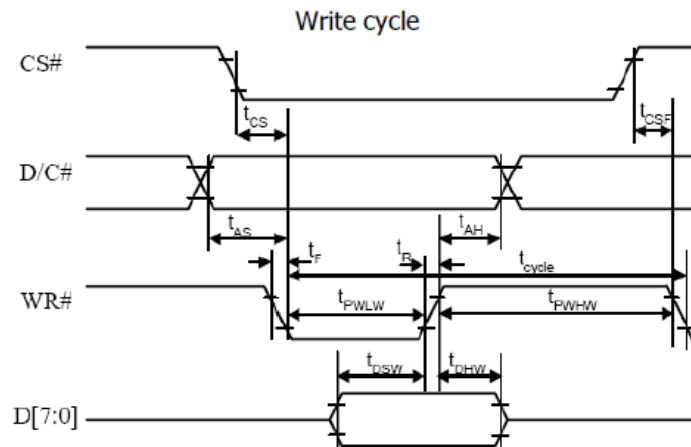 Write cycle
CS#
tCS
tCSF
D/C#
tAS
tAH
tF
tR
tcycle
WR#
tPWLW
tPWHW
tDSW
tDHW
D[7:0]